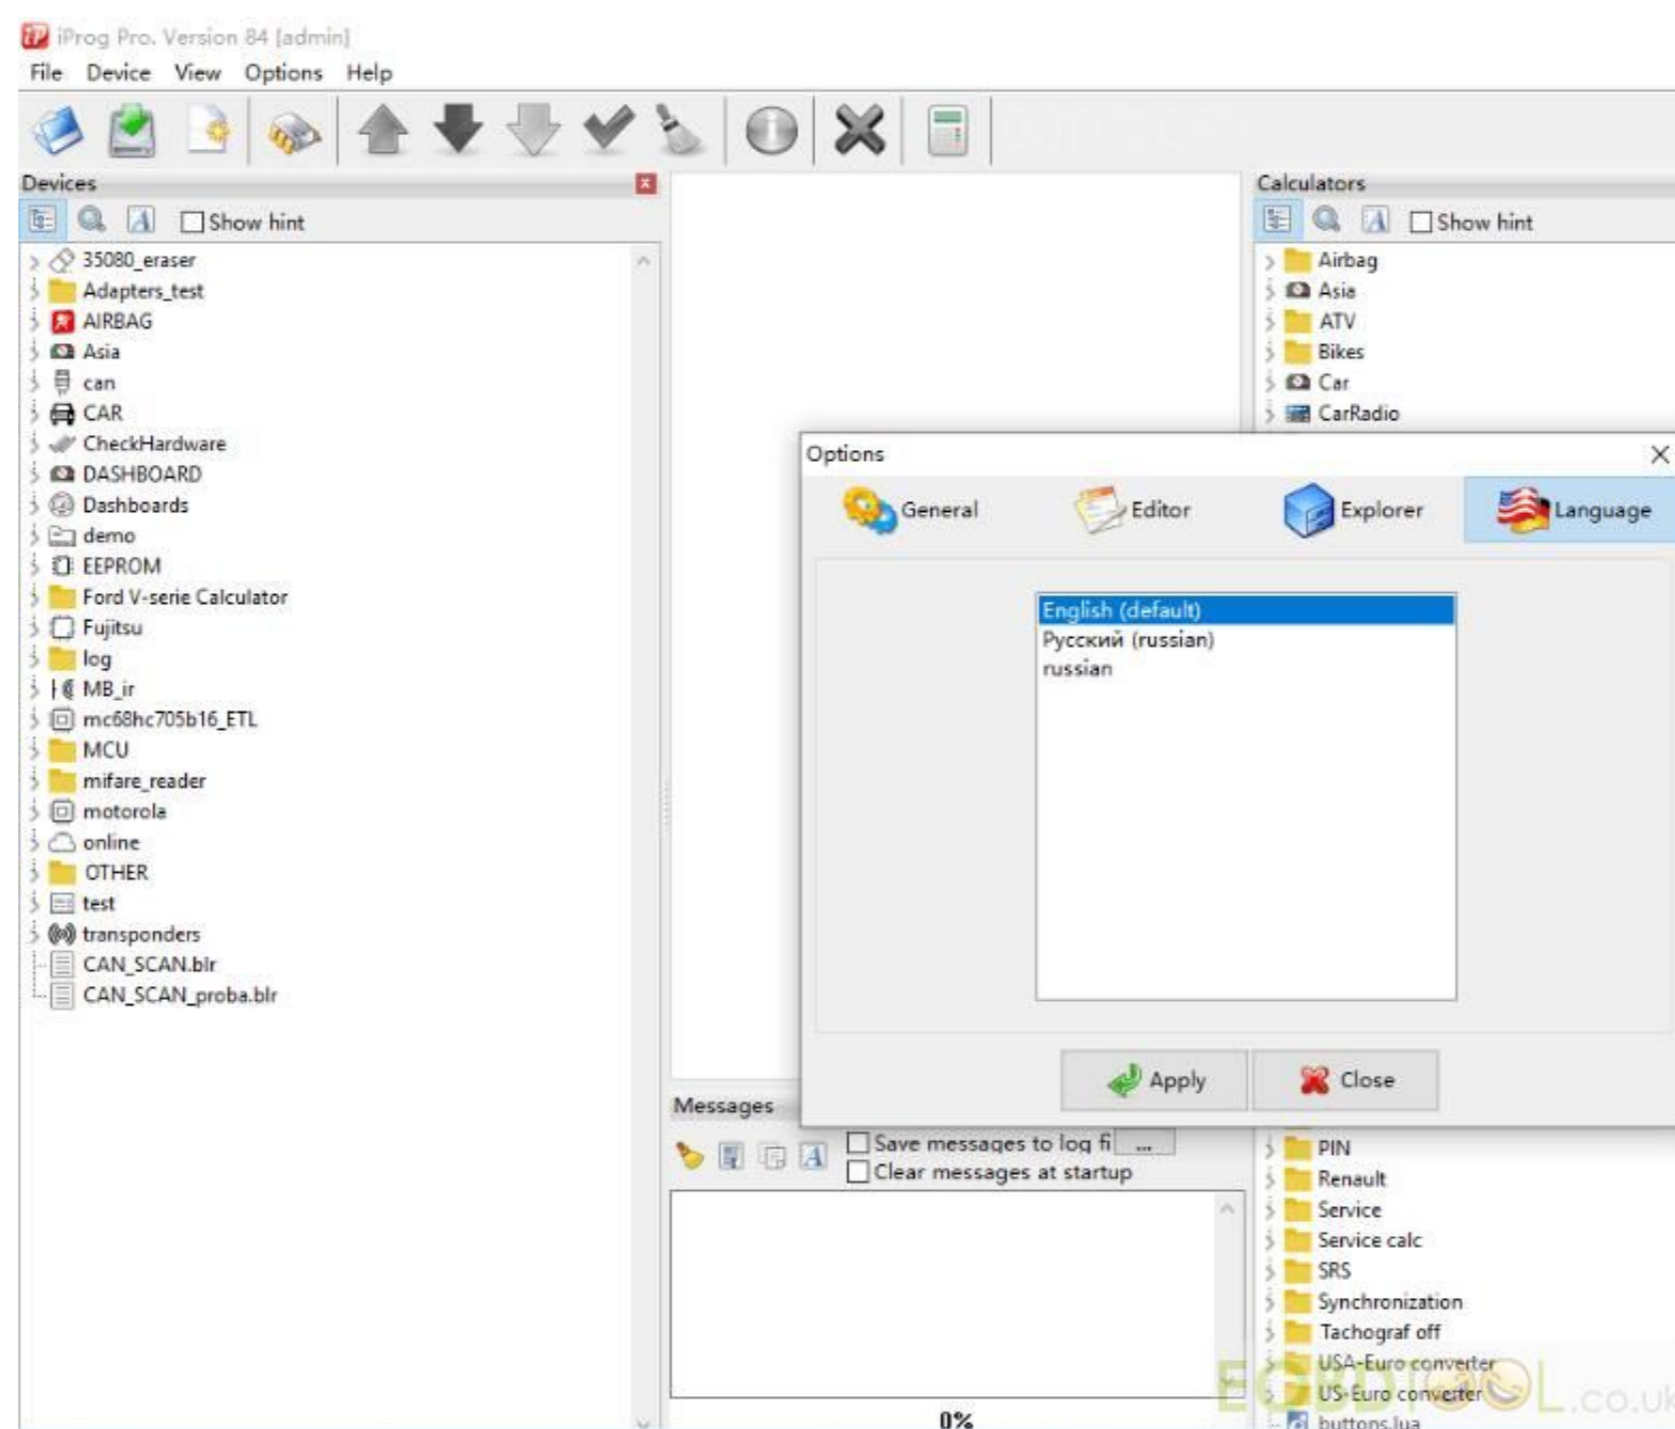 iProg Pro. Version 84 [admin]
File Device View Options Help
Devices
Show hint
35080_eraser
Adapters_test
AIRBAG
Asia
can
CAR
CheckHardware
DASHBOARD
Dashboards
demo
EEPROM
Ford V-serie Calculator
Fujitsu
log
MB_ir
mc68hc705b16_ETL
MCU
mifare_reader
motorola
online
OTHER
test
transponders
CAN_SCAN.blr
CAN_SCAN_proba.blr
Calculators
Show hint
Airbag
Asia
ATV
Bikes
Car
CarRadio
Options
General Editor Explorer Language
English (default)
Русский (russian)
russian
Apply Close
Messages
Save messages to log fi ...
Clear messages at startup
0%
PIN
Renault
Service
Service calc
SRS
Synchronization
Tachograf off
USA-Euro converter
US-Euro converter
buttons.lua
EOBDTOOL.co.uk